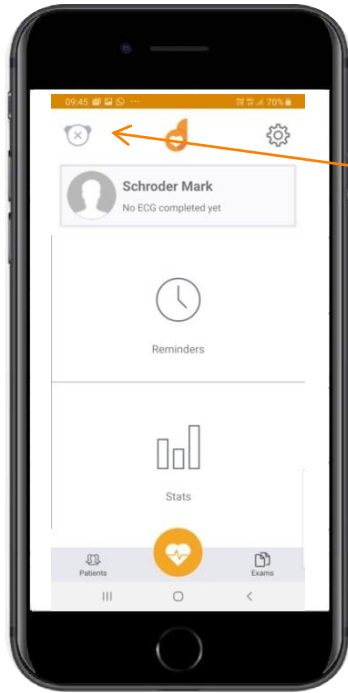 09:45
70%
Schroder Mark
No ECG completed yet
Reminders
Stats
Patients
Exams